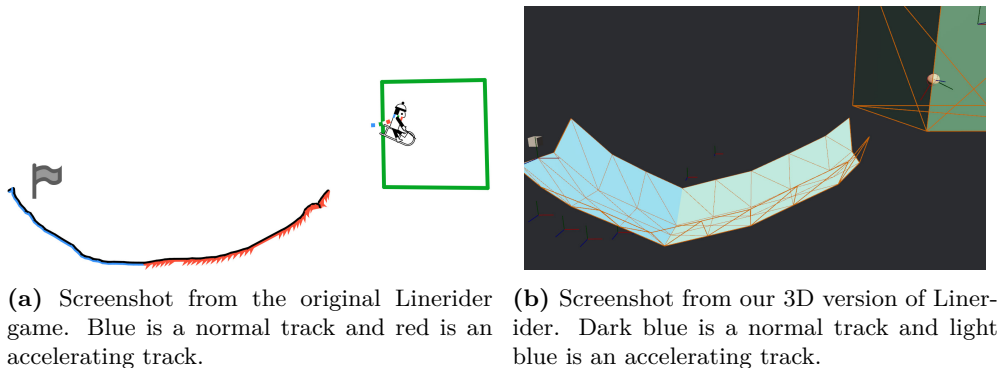 (a) Screenshot from the original Linerider
game. Blue is a normal track and red is an
accelerating track.
(b) Screenshot from our 3D version of Liner-
ider. Dark blue is a normal track and light
blue is an accelerating track.